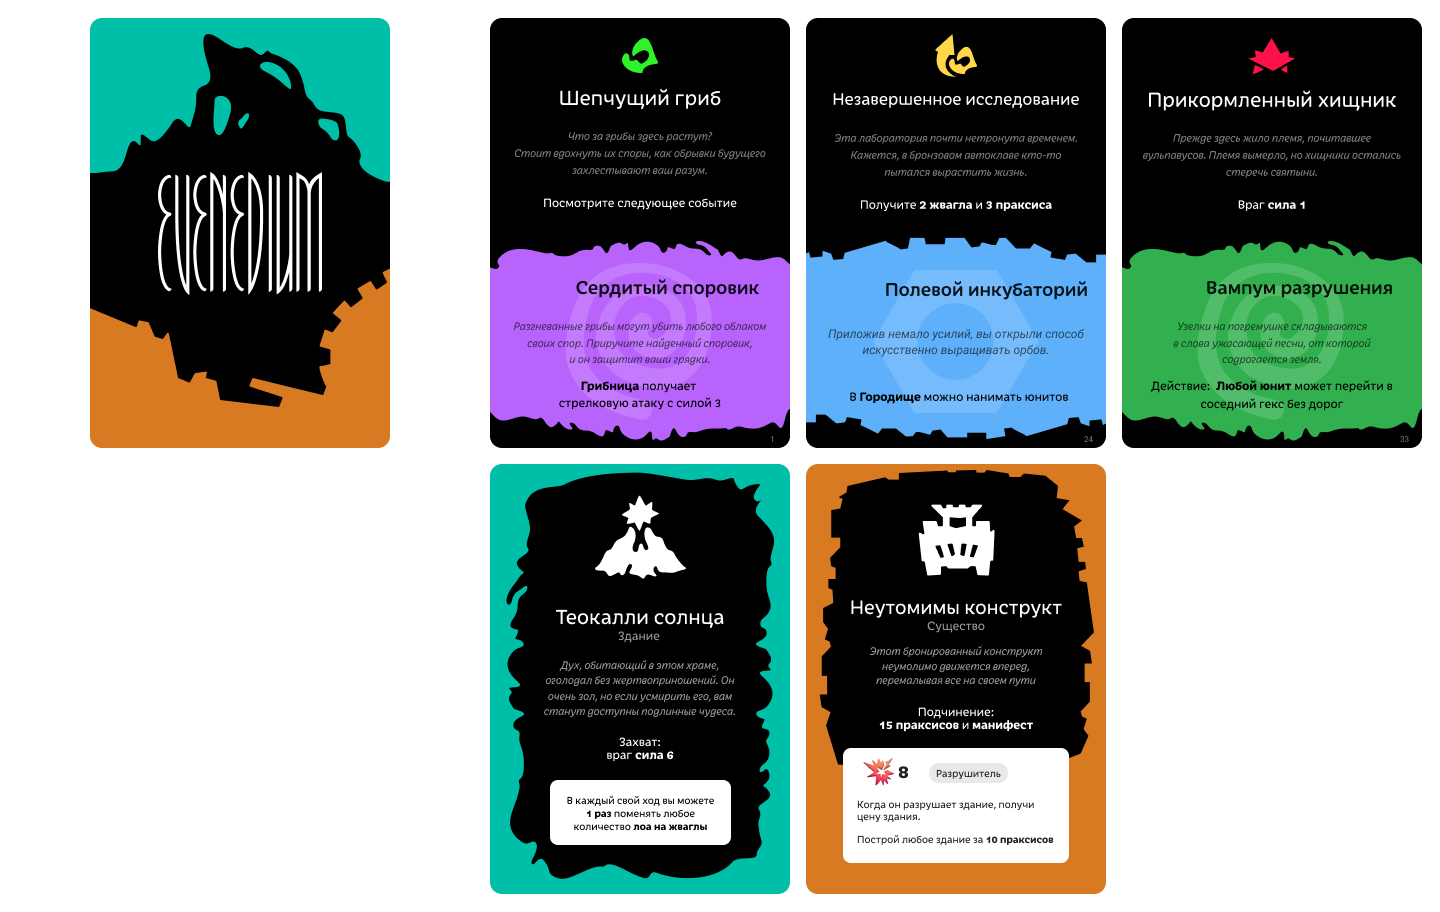 EVENEDIUM
Шепчущий гриб
Что за грибы здесь растут?
Стоит вдохнуть их споры, как обрывки будущего
захлестывают ваш разум.
Посмотрите следующее событие
Сердитый споровик
Разгневанные грибы могут убить любого облаком
своих спор. Приручите найденный споровик,
и он защитит ваши грядки.
Грибница получает
стрелковую атаку с силой 3
1
Незавершенное исследование
Эта лаборатория почти нетронута временем.
Кажется, в бронзовом автоклаве кто-то
пытался вырастить жизнь.
Получите 2 жвагла и 3 праксиса
Полевой инкубаторий
Приложив немало усилий, вы открыли способ
искусственно выращивать орбов.
В Городище можно нанимать юнитов
24
Прикормленный хищник
Прежде здесь жило племя, почитавшее
вульпавусов. Племя вымерло, но хищники остались
стеречь святыни.
Враг сила 1
Вампум разрушения
Узелки на погремушке складываются
в слова ужасающей песни, от которой
содрогается земля.
Действие: Любой юнит может перейти в
соседний гекс без дорог
33
Теокалли солнца
Здание
Дух, обитающий в этом храме,
оголодал без жертвоприношений. Он
очень зол, но если усмирить его, вам
станут доступны подлинные чудеса.
Захват:
враг сила 6
В каждый свой ход вы можете
1 раз поменять любое
количество лоа на жваглы
Неутомимы конструкт
Существо
Этот бронированный конструкт
неумолимо движется вперед,
перемалывая все на своем пути
Подчинение:
15 праксисов и манифест
8 Разрушитель
Когда он разрушает здание, получи
цену здания.
Построй любое здание за 10 праксисов